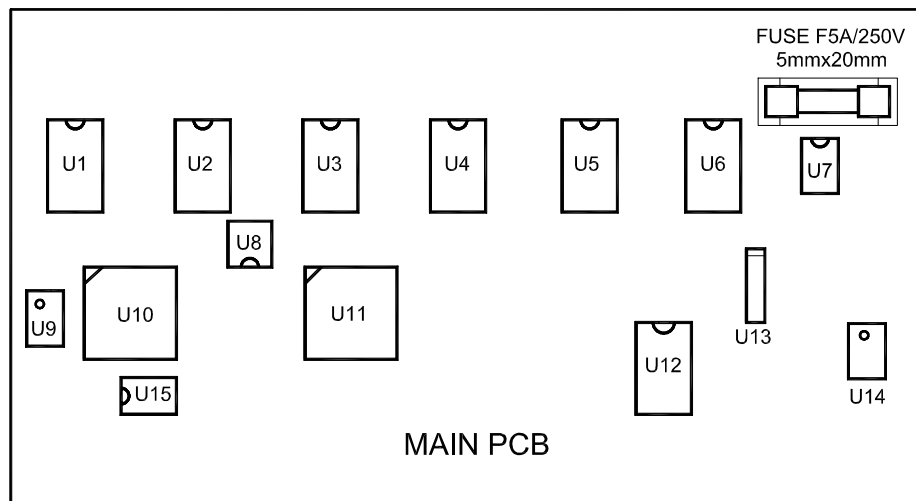 FUSE F5A/250V
5mmx20mm
U1
U2
U3
U4
U5
U6
U7
U8
U9
U10
U11
U12
U13
U14
U15
MAIN PCB